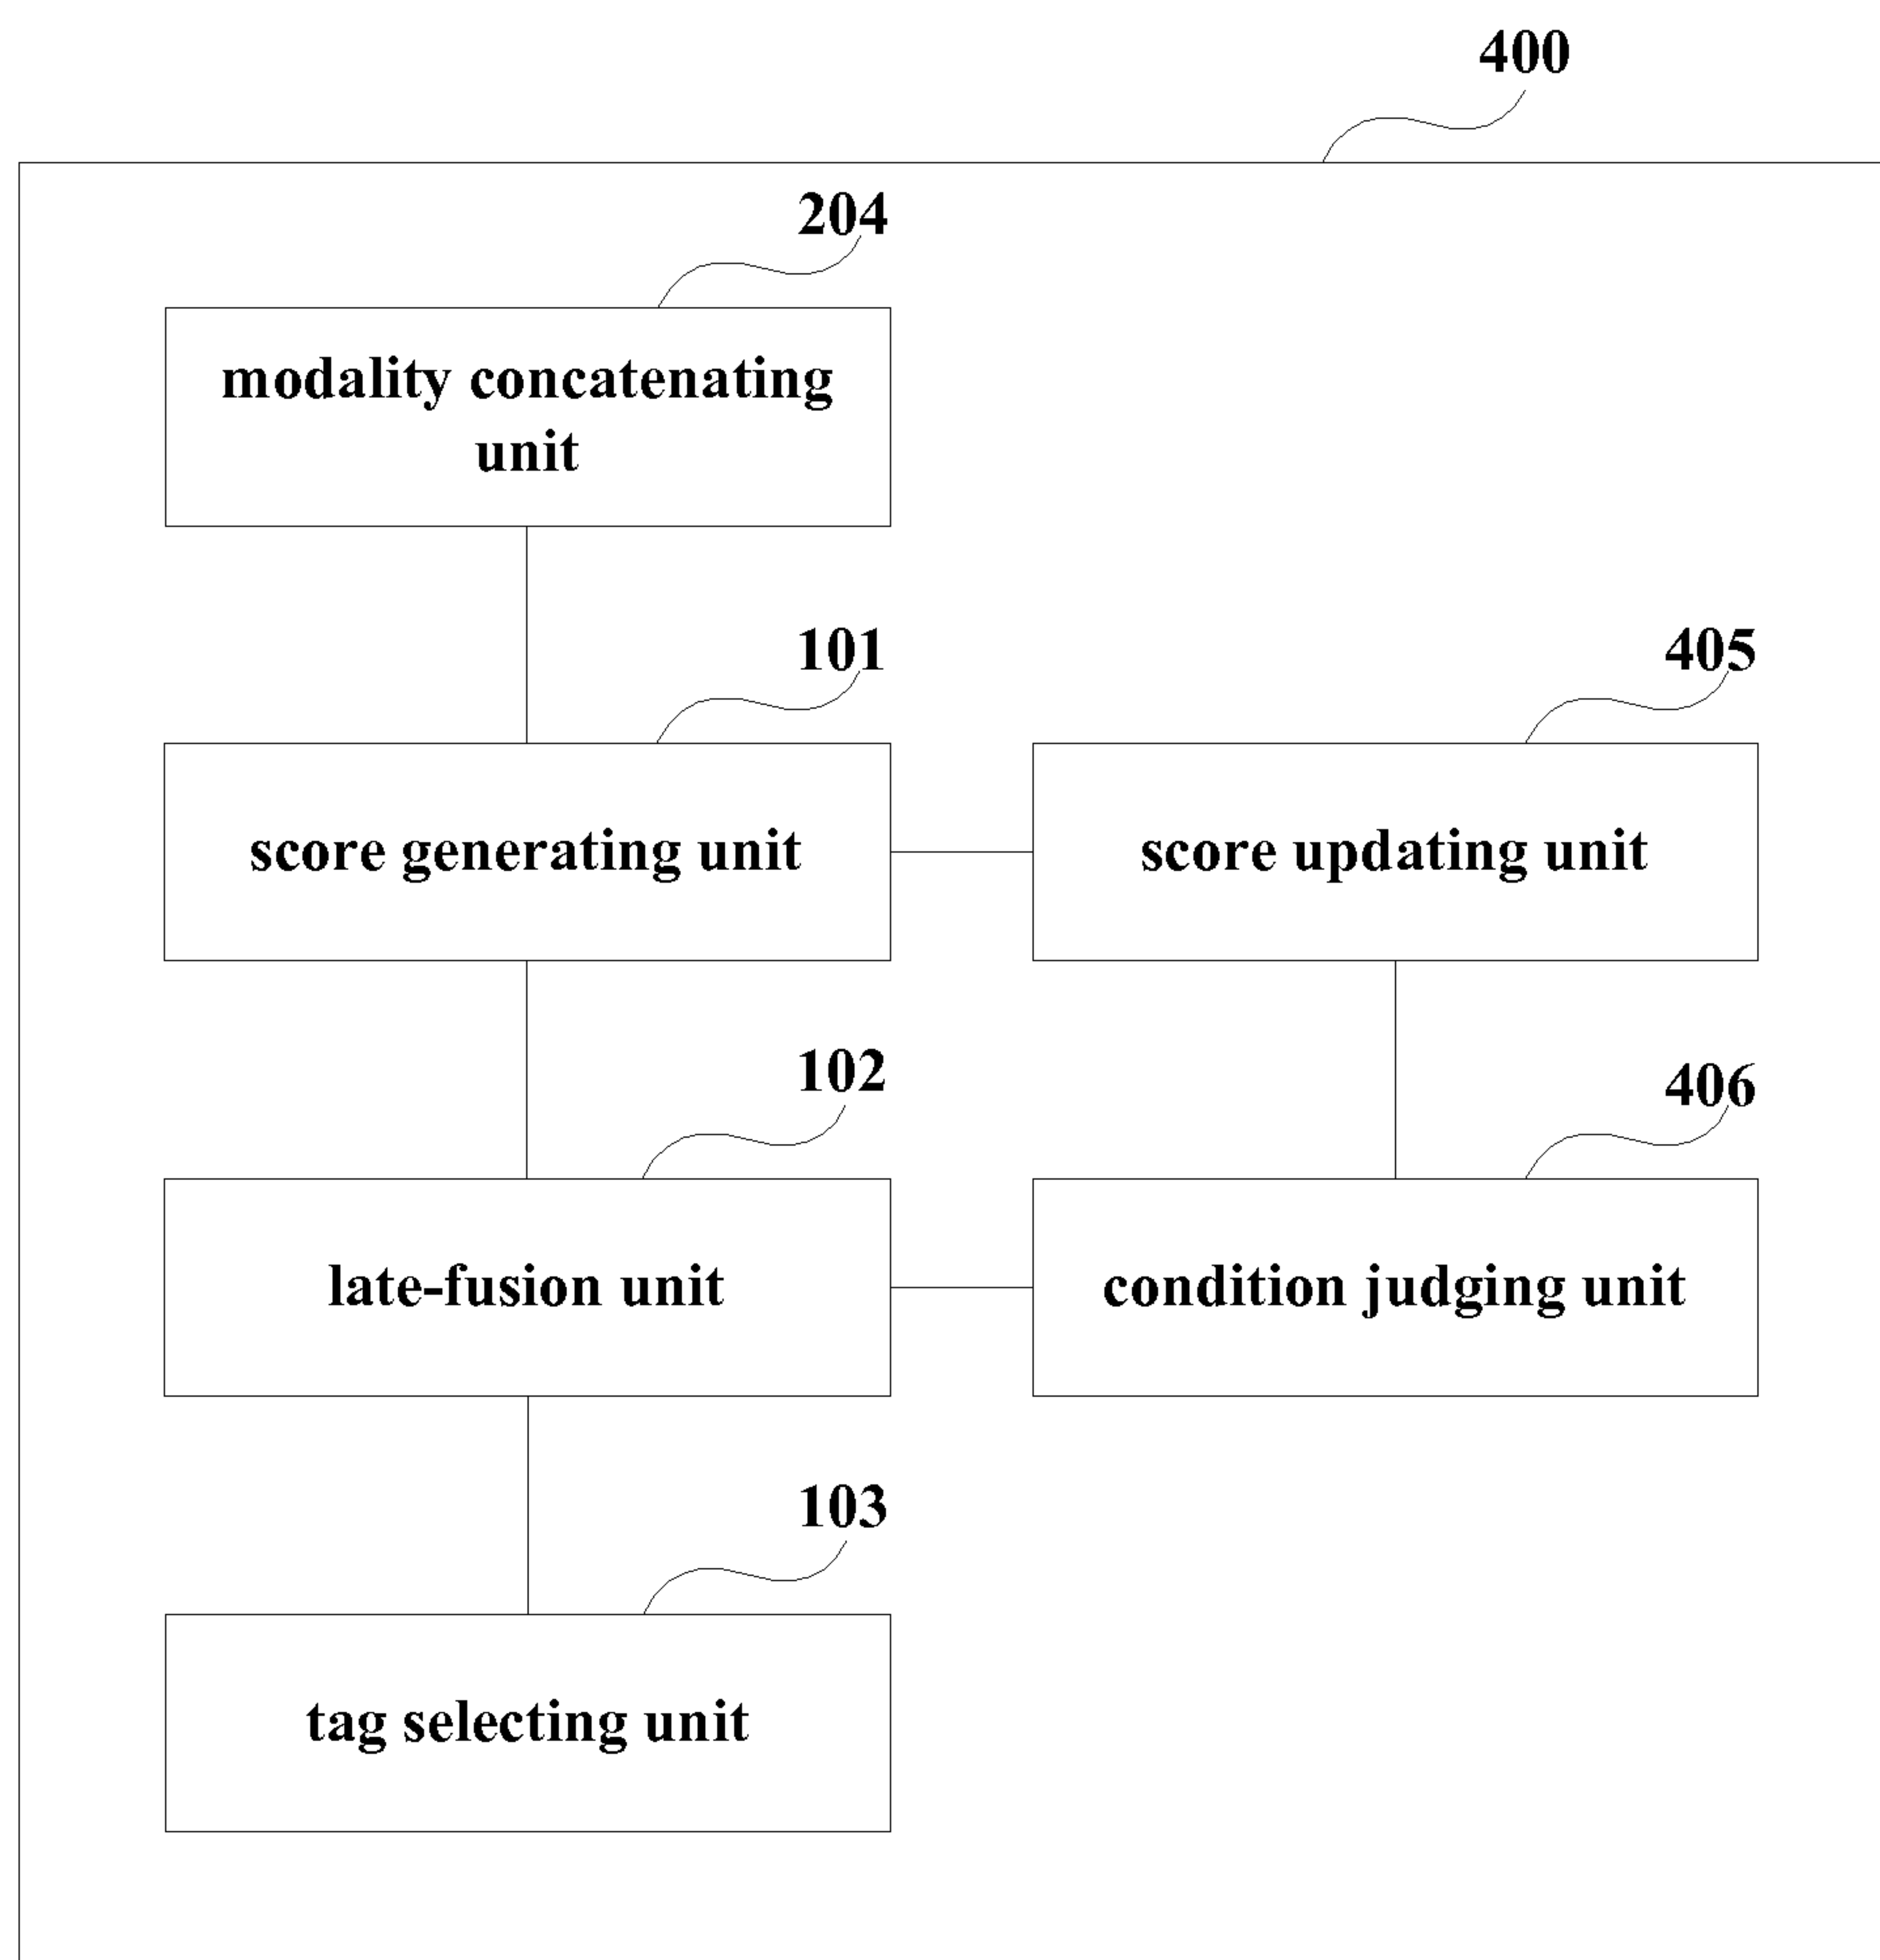 400
204
modality concatenating
unit
101
405
score generating unit
score updating unit
102
406
late-fusion unit
condition judging unit
103
tag selecting unit